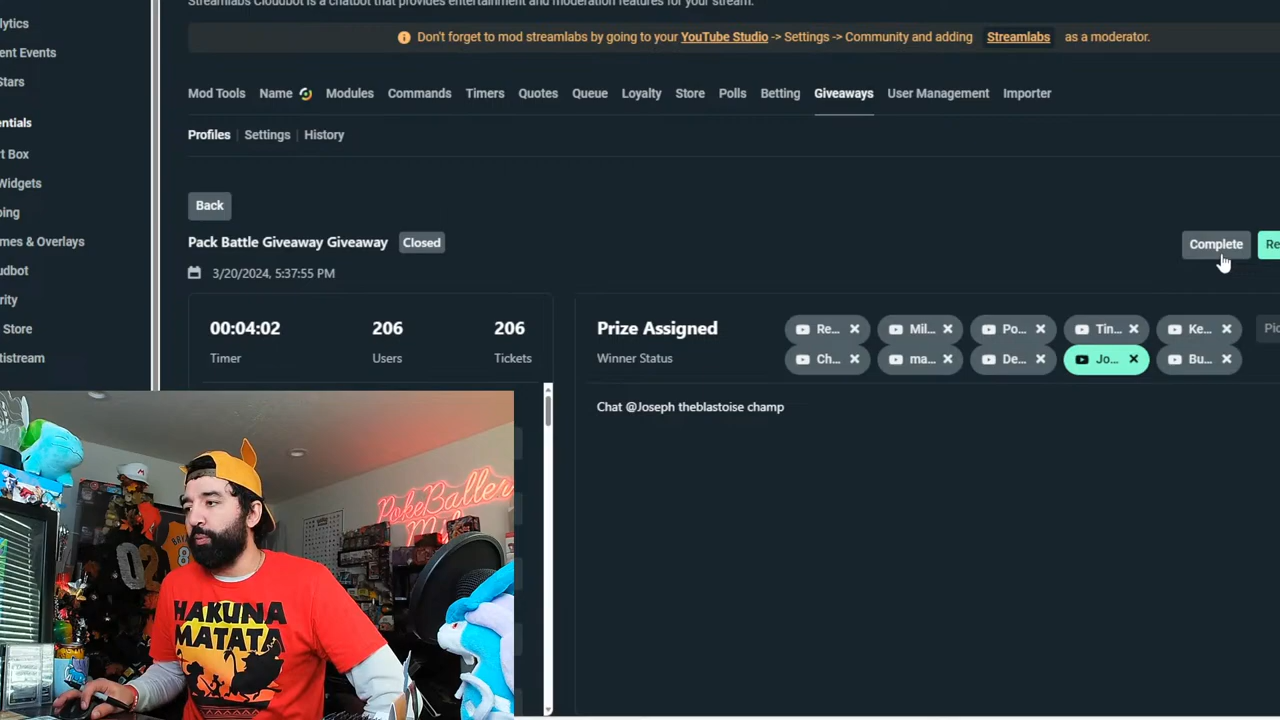 Streamlabs Cloudbot is a chatbot that provides entertainment and moderation features for your stream.
Don't forget to mod streamlabs by going to your YouTube Studio -> Settings -> Community and adding Streamlabs as a moderator.
Mod Tools Name Modules Commands Timers Quotes Queue Loyalty Store Polls Betting Giveaways User Management Importer
Profiles | Settings | History
lytics
ent Events
Stars
entials
t Box
Widgets
ping
mes & Overlays
udbot
rity
Store
tistream
Back
Pack Battle Giveaway Giveaway Closed
Complete Re
3/20/2024, 5:37:55 PM
00:04:02 206 206
Timer Users Tickets
Prize Assigned
Winner Status
Re... Mil... Po... Tin... Ke... Pic
Ch... ma... De... Jo... Bu...
Chat @Joseph theblastoise champ
PokeBaller
HAKUNA
MATATA